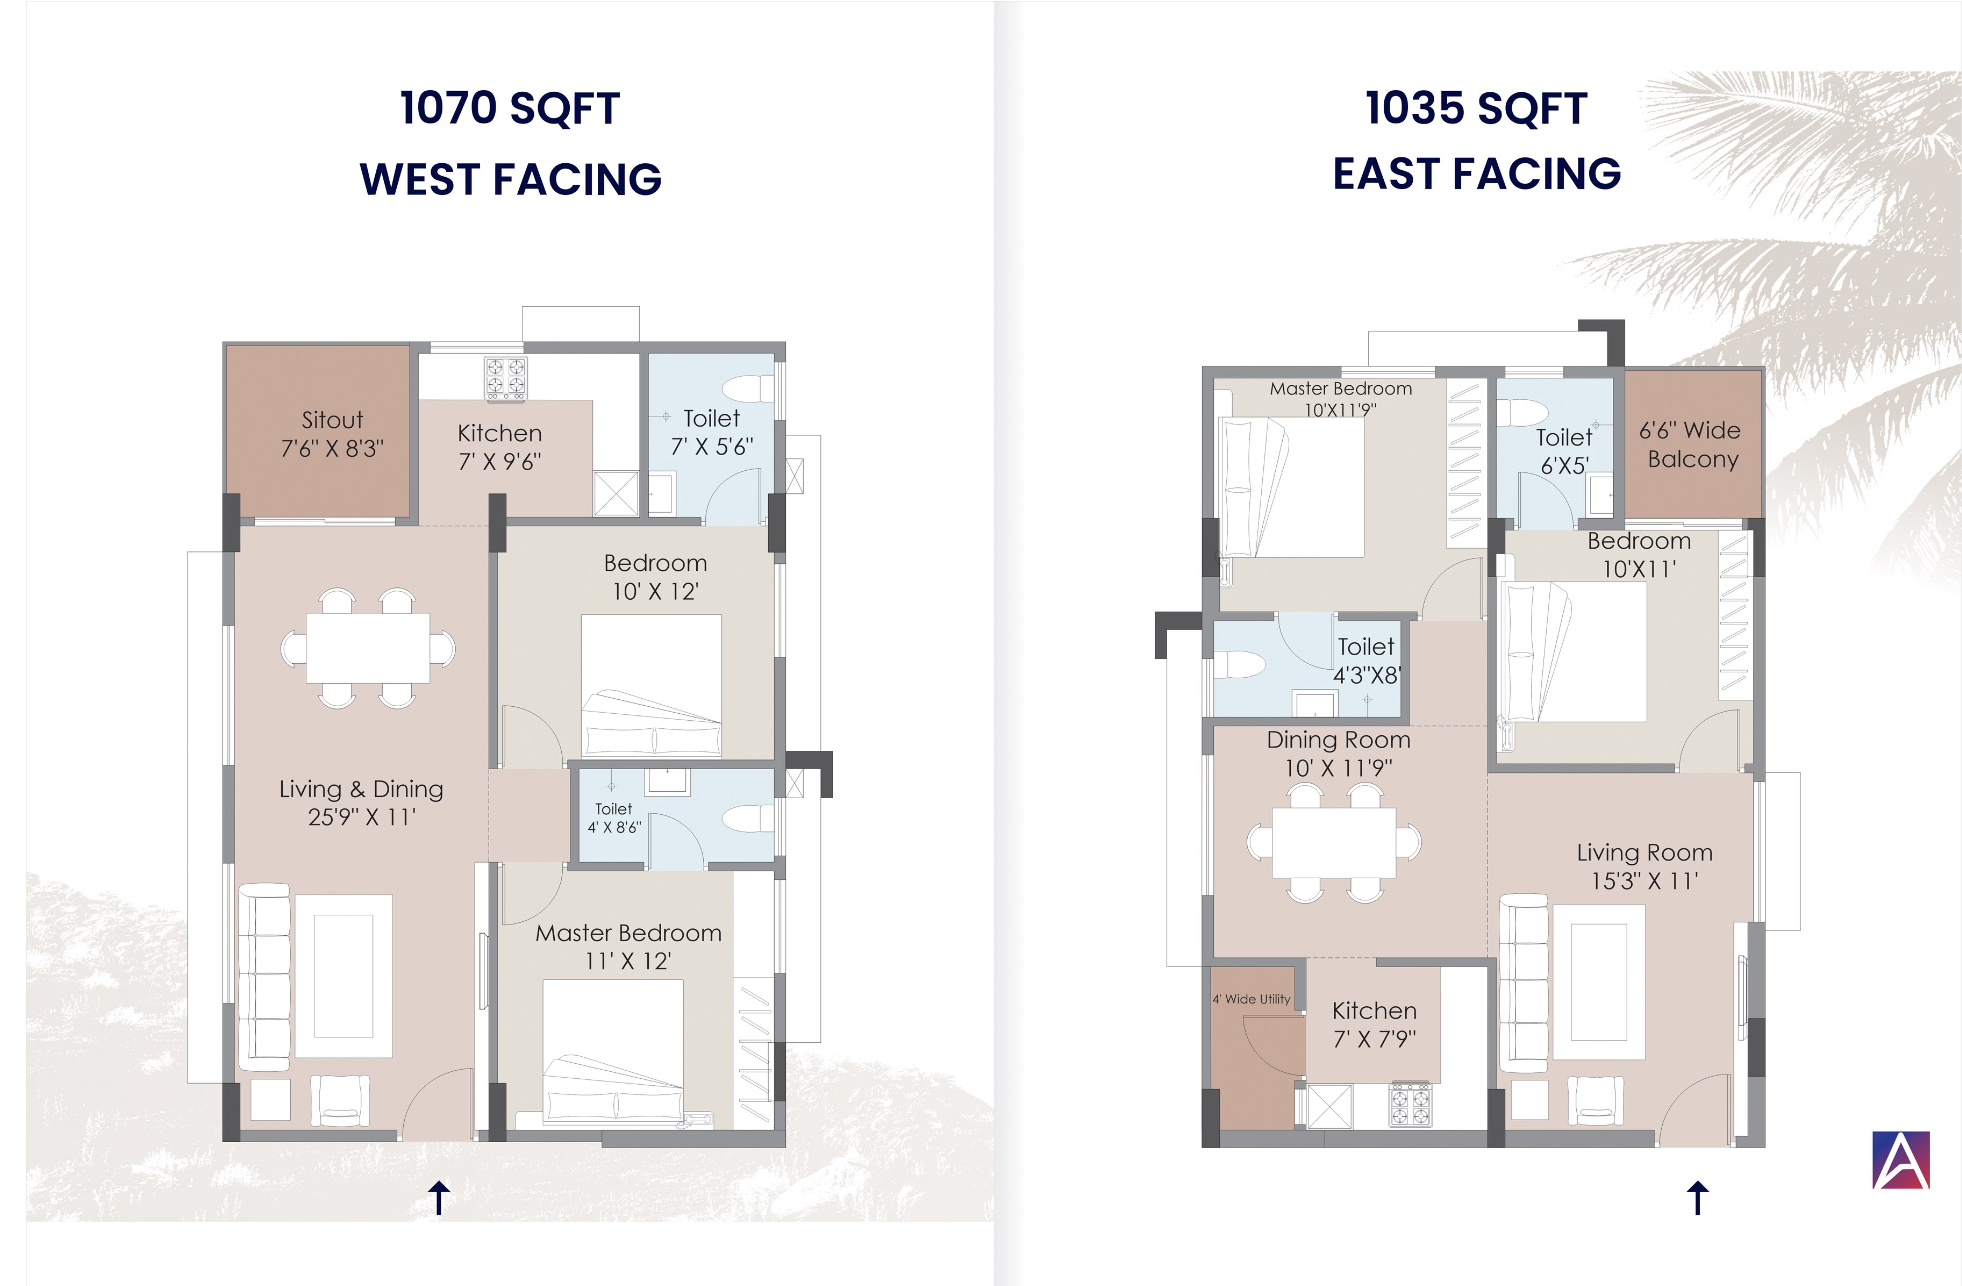 1070 SQFT
WEST FACING
Sitout
7'6" X 8'3"
Kitchen
7' X 9'6"
Toilet
7' X 5'6"
Bedroom
10' X 12'
Living & Dining
25'9" X 11'
Toilet
4' X 8'6"
Master Bedroom
11' X 12'
1035 SQFT
EAST FACING
Master Bedroom
10'X11'9"
Toilet
6'X5'
6'6" Wide
Balcony
Bedroom
10'X11'
Toilet
4'3"X8'
Dining Room
10' X 11'9"
Living Room
15'3" X 11'
4' Wide Utility
Kitchen
7' X 7'9"